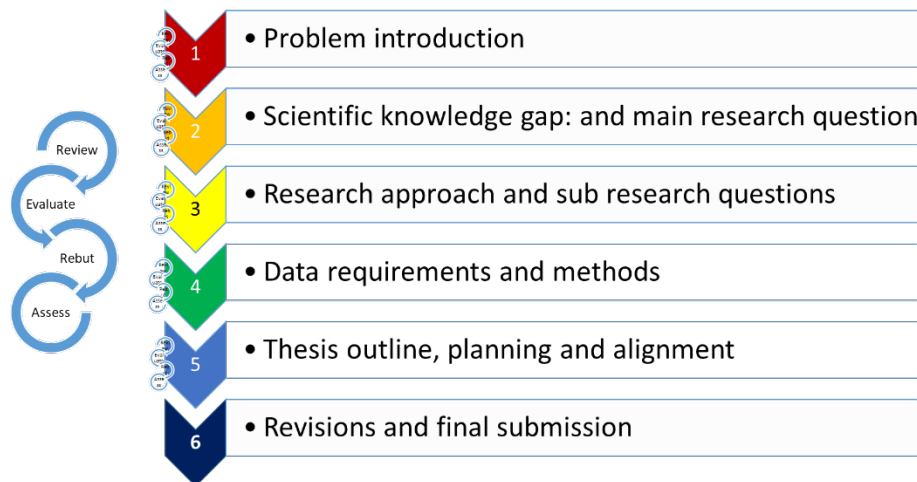 Review
Evaluate
Rebut
Assess
1
• Problem introduction
2
• Scientific knowledge gap: and main research question
3
• Research approach and sub research questions
4
• Data requirements and methods
5
• Thesis outline, planning and alignment
6
• Revisions and final submission